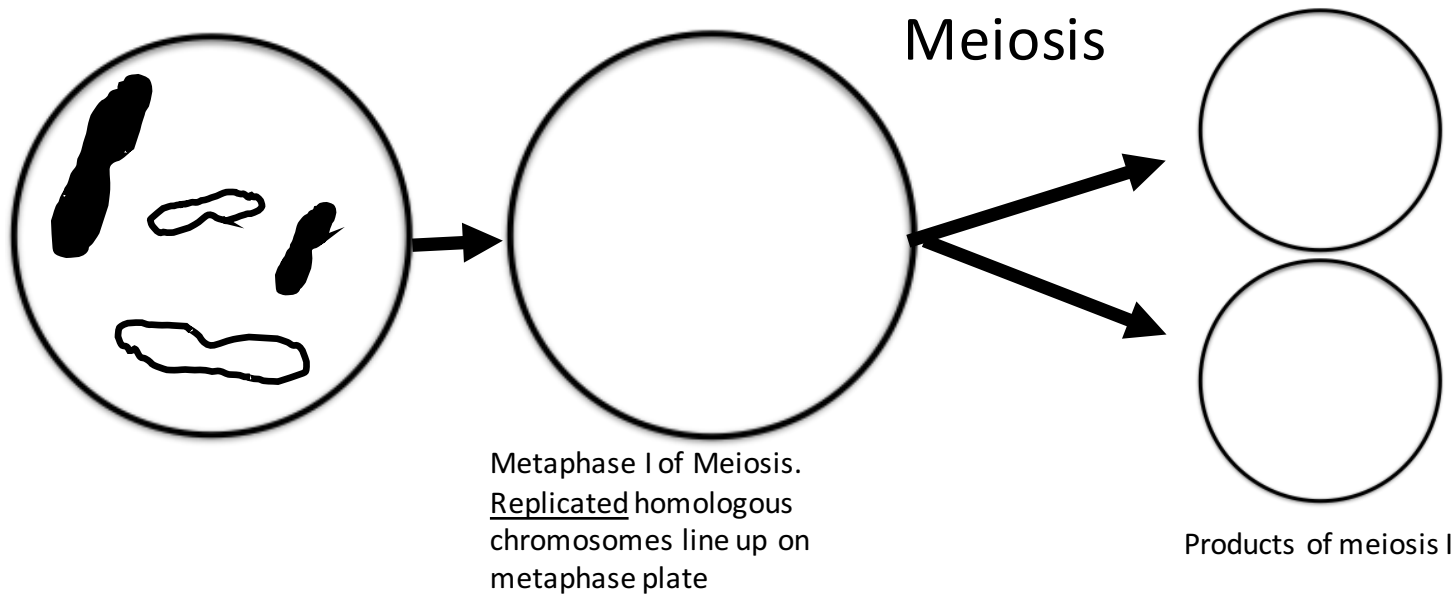 Meiosis
Metaphase I of Meiosis.
Replicated homologous
chromosomes line up on
metaphase plate
Products of meiosis I